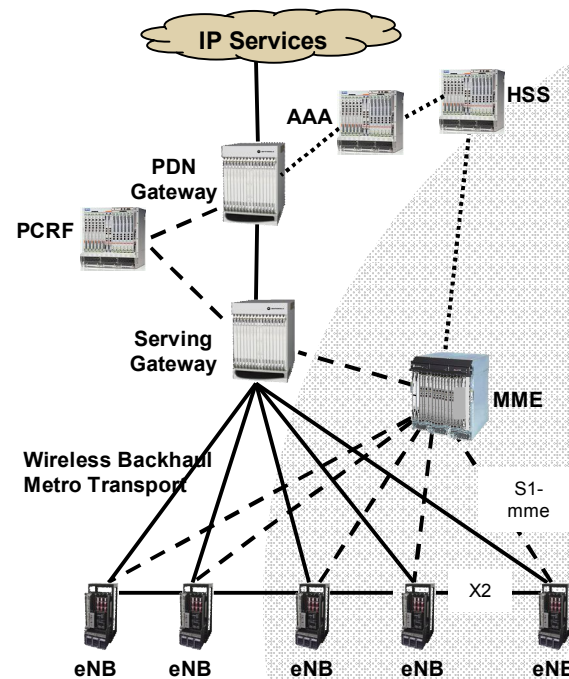 IP Services
HSS
AAA
PDN
Gateway
PCRF
Serving
Gateway
MME
Wireless Backhaul
Metro Transport
S1-
mme
X2
eNB
eNB
eNB
eNB
eNB